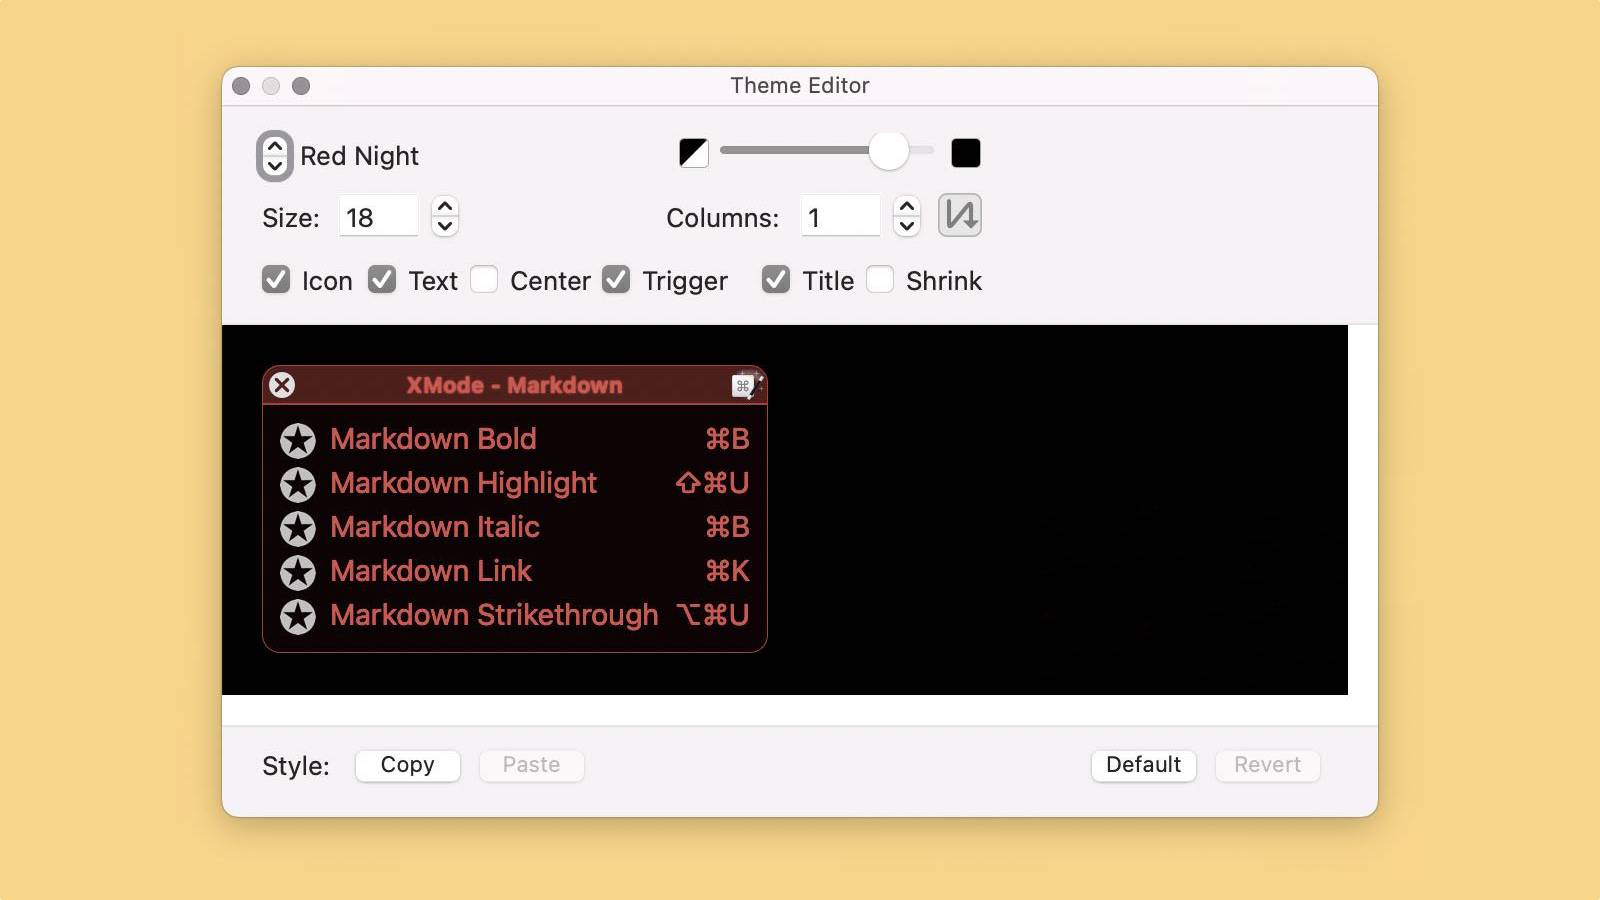 Theme Editor
Red Night
Size: 18 Columns: 1
Icon Text Center Trigger Title Shrink
XMode - Markdown ⌘
Markdown Bold ⌘B
Markdown Highlight ⇧⌘U
Markdown Italic ⌘B
Markdown Link ⌘K
Markdown Strikethrough ⌥⌘U
Style: Copy Paste Default Revert